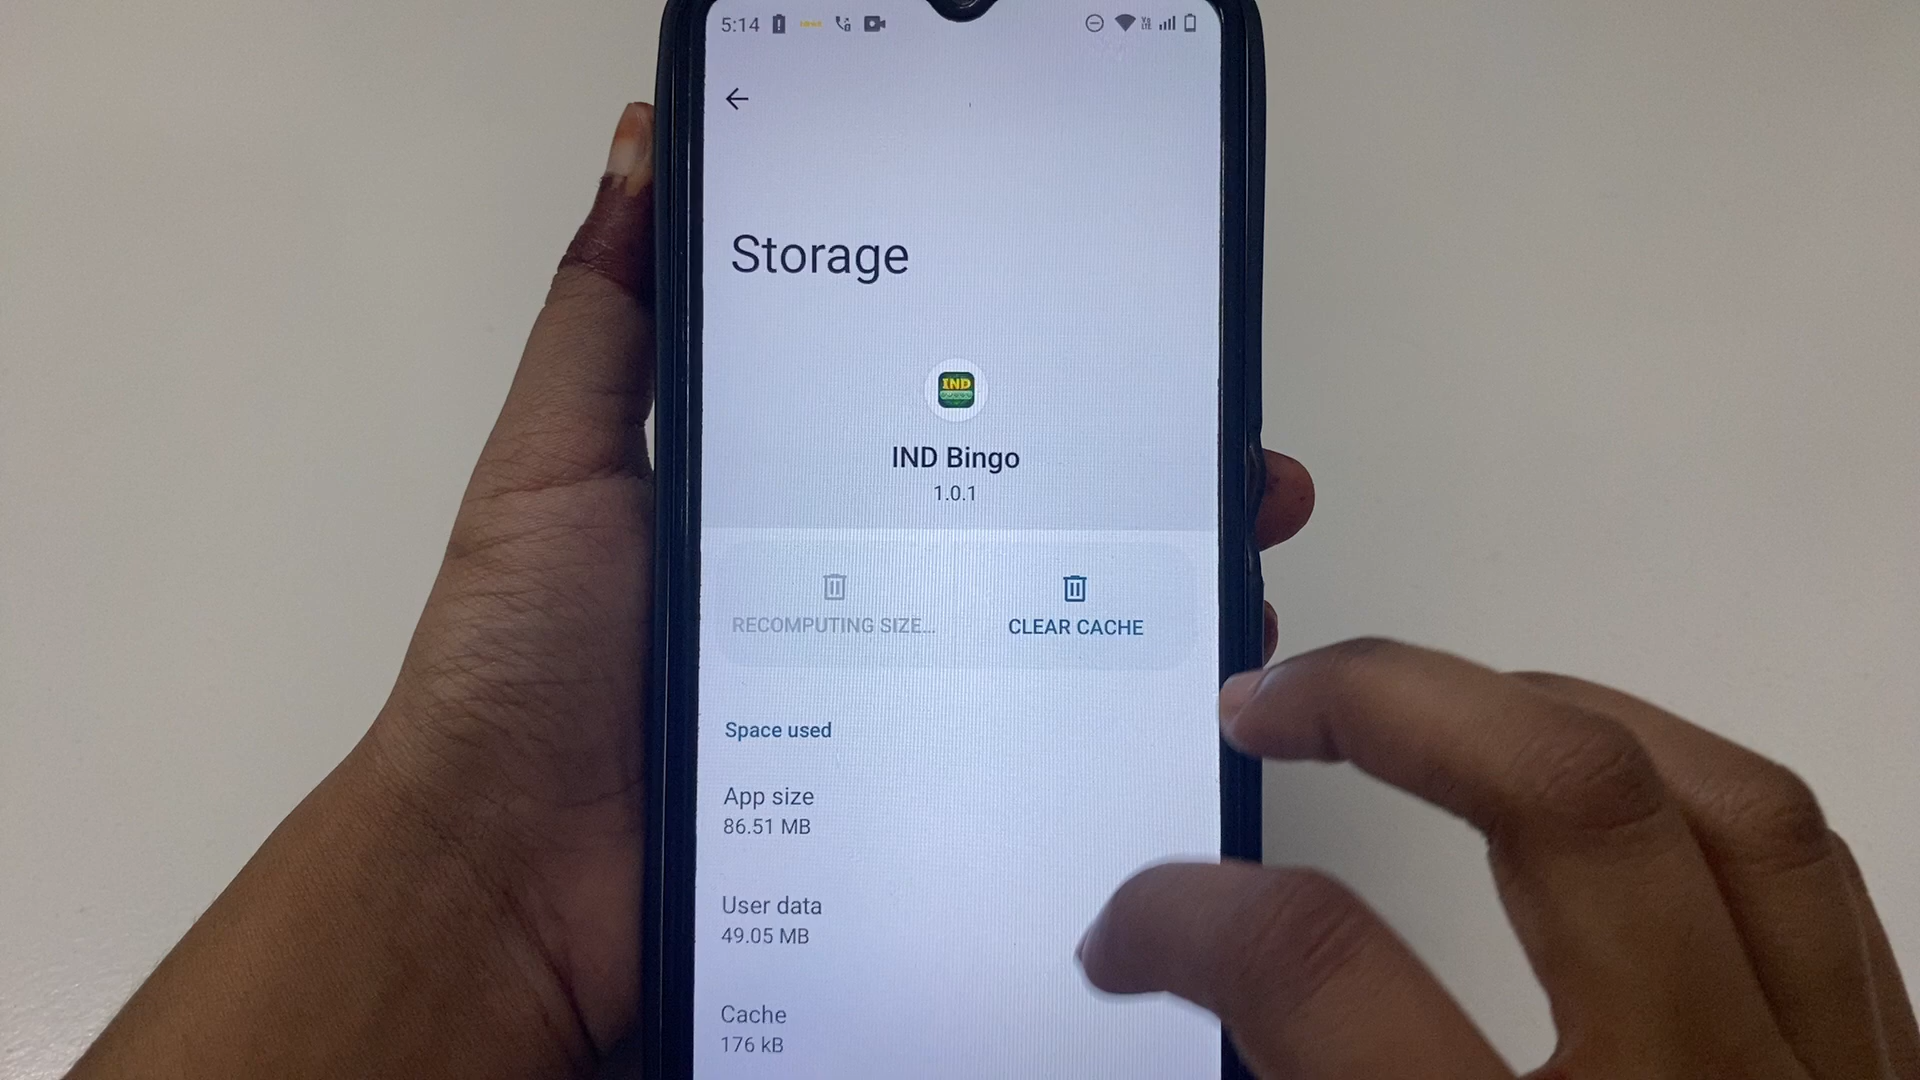 5:14
Storage
IND
IND Bingo
1.0.1
RECOMPUTING SIZE...
CLEAR CACHE
Space used
App size
86.51 MB
User data
49.05 MB
Cache
176 kB